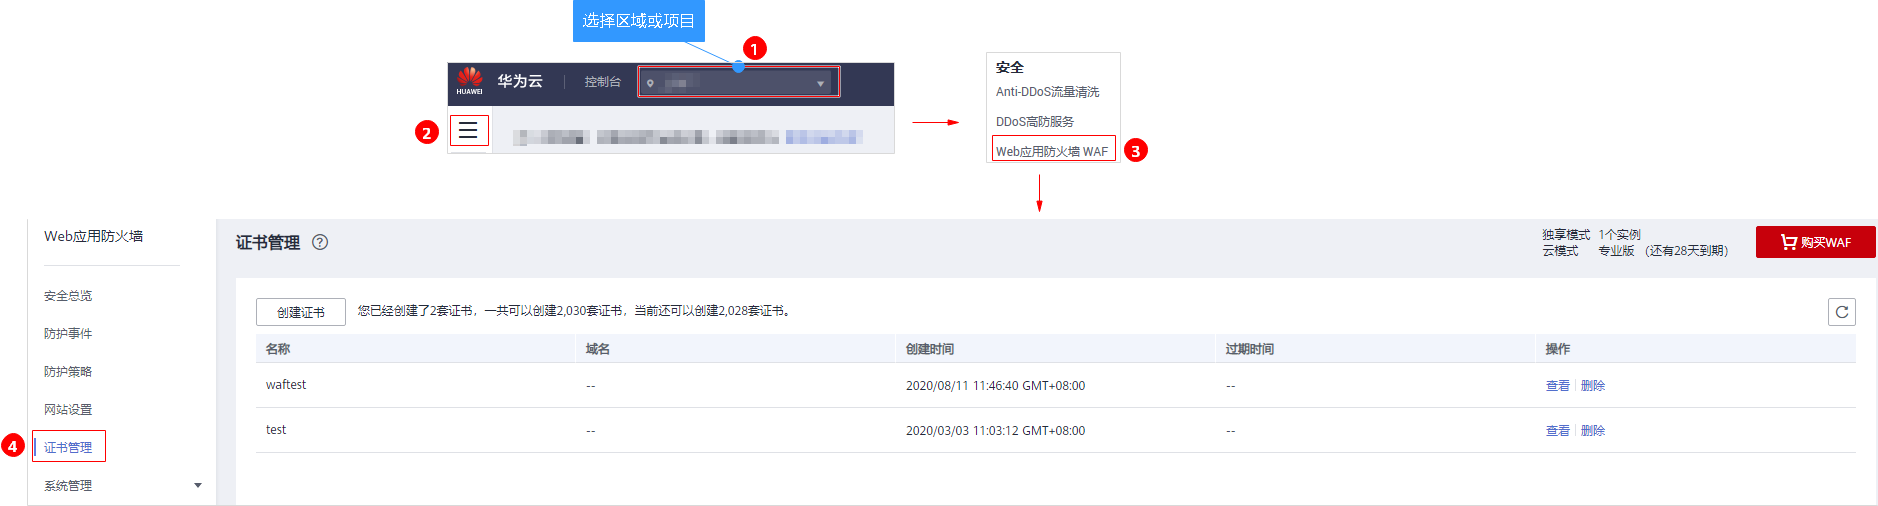 选择区域或项目
1
HUAWEI
华为云
控制台
2
安全
Anti-DDoS流量清洗
DDoS高防服务
Web应用防火墙 WAF
3
Web应用防火墙
安全总览
防护事件
防护策略
网站设置
4
证书管理
系统管理
证书管理 ?
独享模式 1个实例
云模式 专业版 （还有28天到期）
购买WAF
创建证书
您已经创建了2套证书，一共可以创建2,030套证书，当前还可以创建2,028套证书。
名称 域名 创建时间 过期时间 操作
waftest -- 2020/08/11 11:46:40 GMT+08:00 -- 查看 | 删除
test -- 2020/03/03 11:03:12 GMT+08:00 -- 查看 | 删除